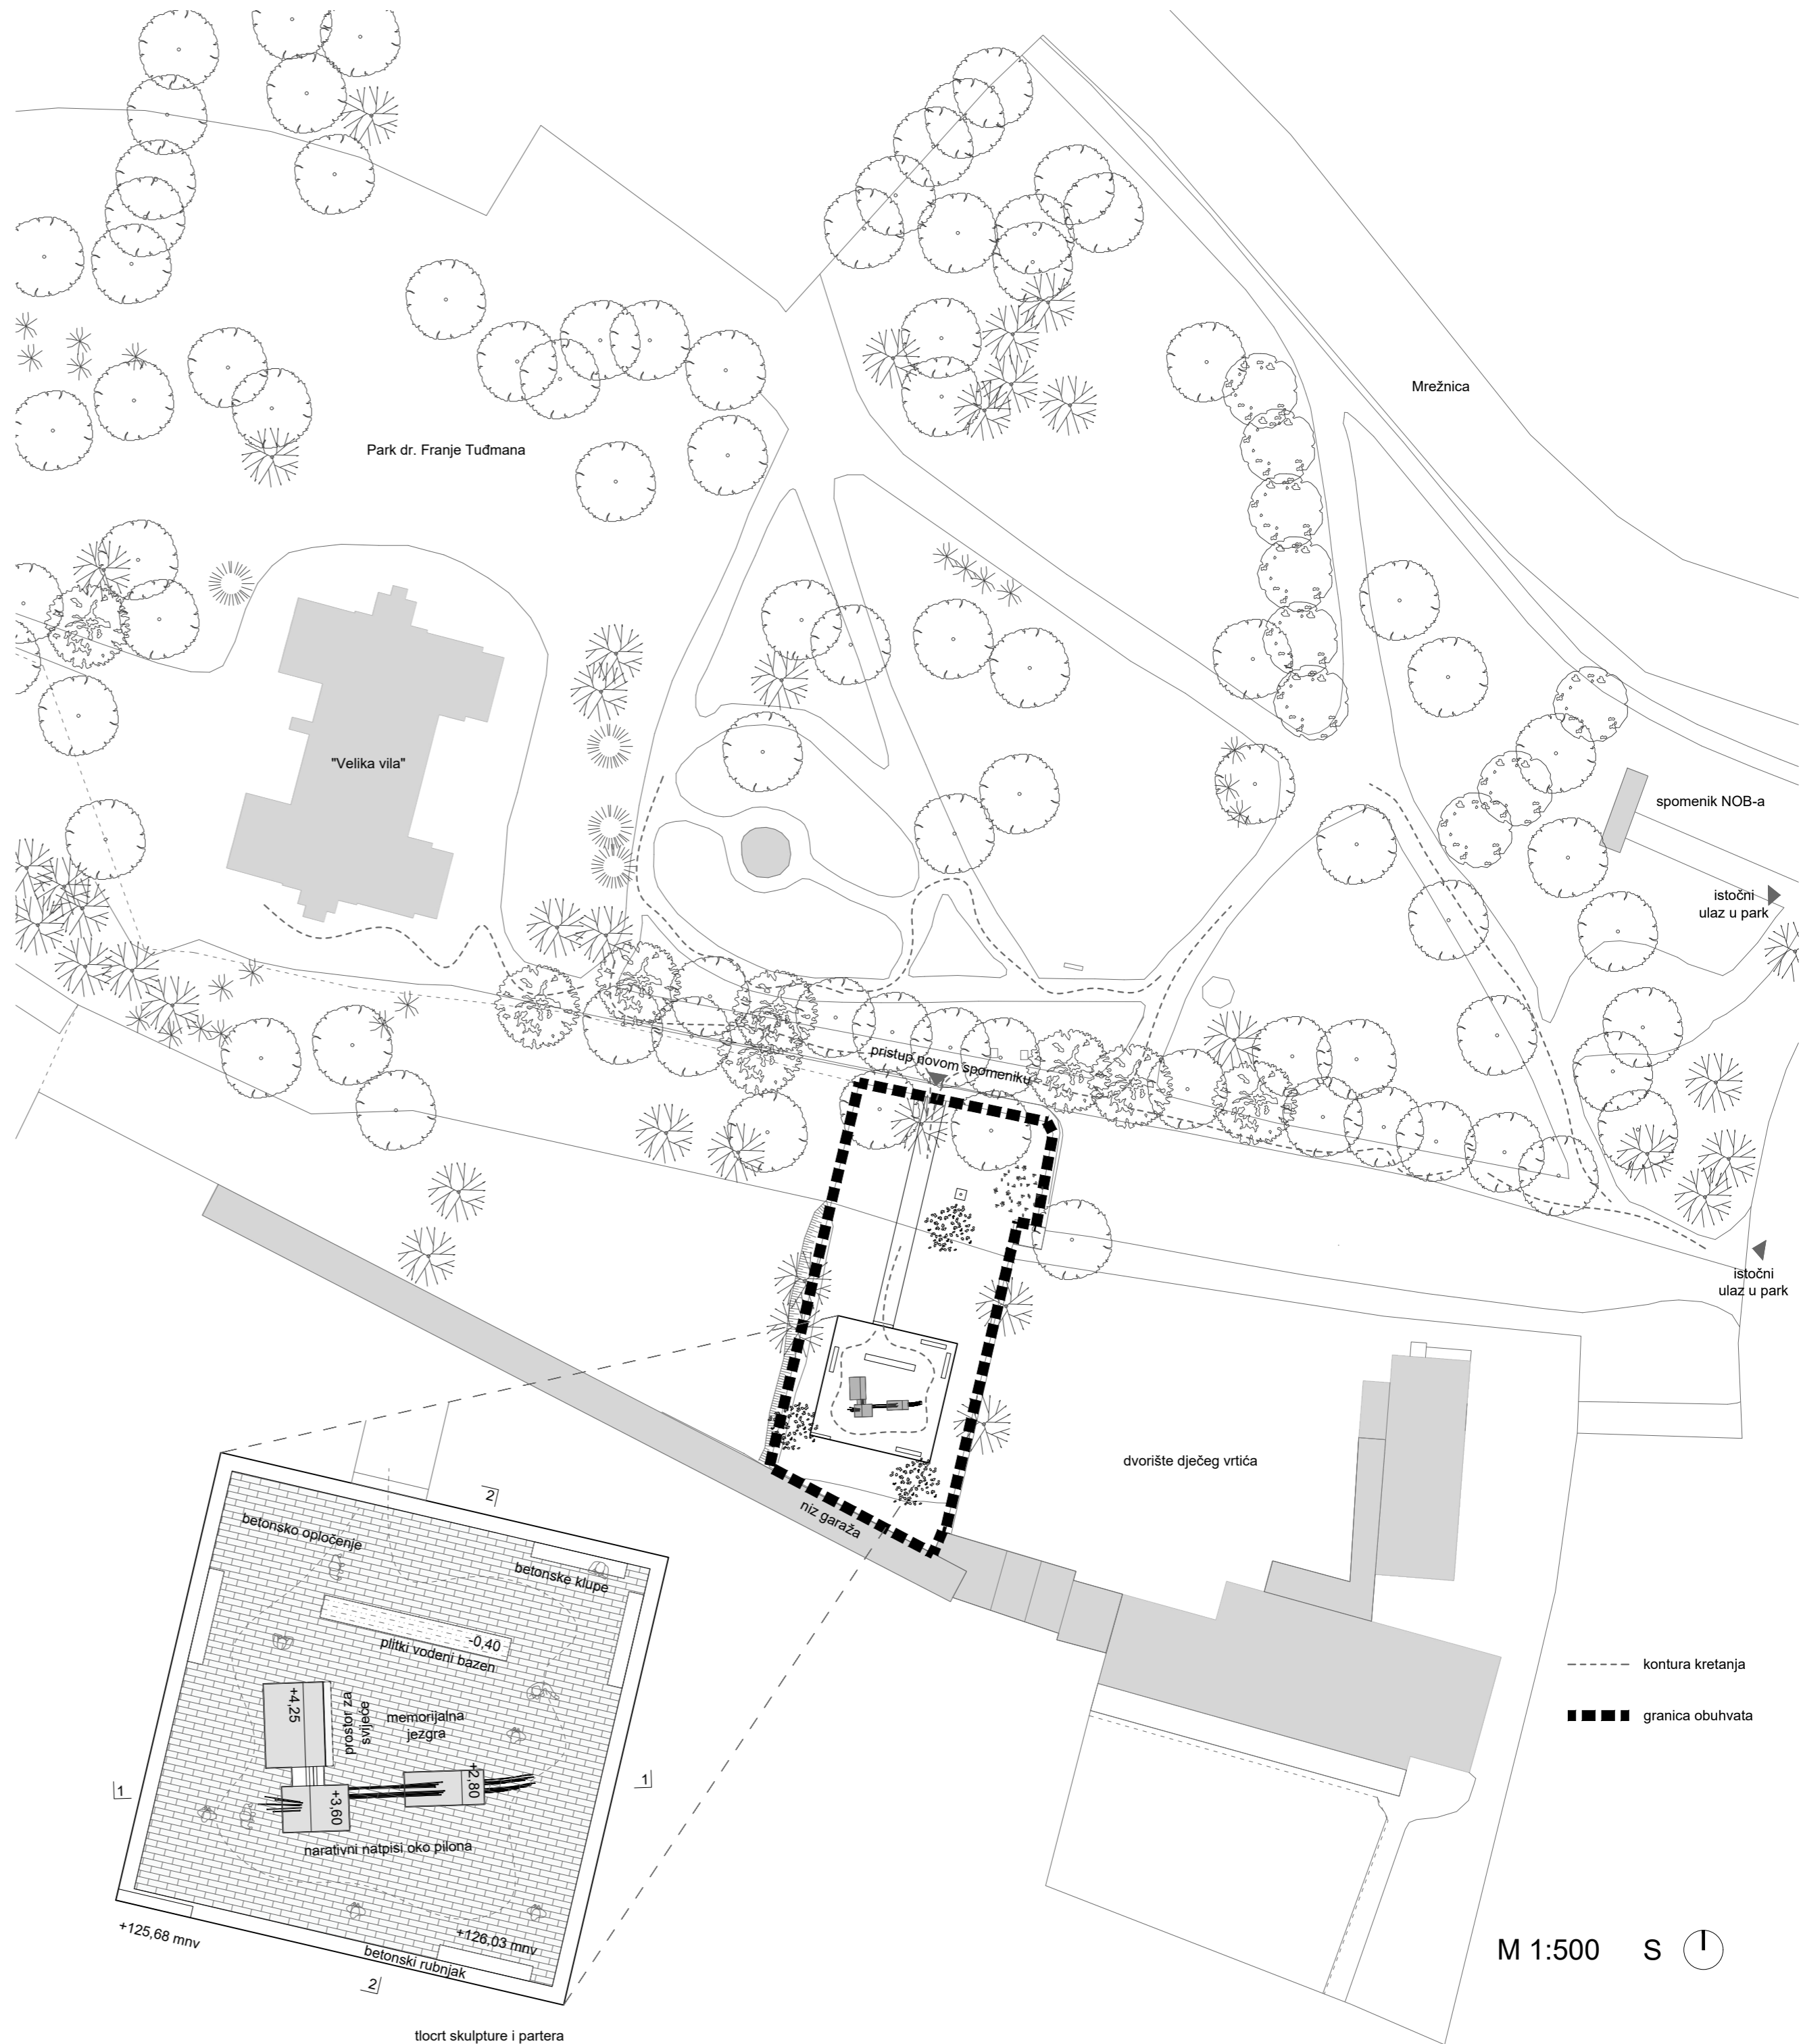 Mrežnica
Park dr. Franje Tuđmana
"Velika vila"
spomenik NOB-a
istočni
ulaz u park
pristup novom spomeniku
istočni
ulaz u park
dvorište dječeg vrtića
niz garaža
2
betonsko opločenje
betonske klupe
-0,40
plitki vodeni bazen
+4,25
prostor za
svijeće
memorijalna
jezgra
+2,80
1
1
+3,60
narativni natpisi oko pilona
+125,68 mnv
+126,03 mnv
betonski rubnjak
2
tlocrt skulpture i partera
kontura kretanja
granica obuhvata
M 1:500 S